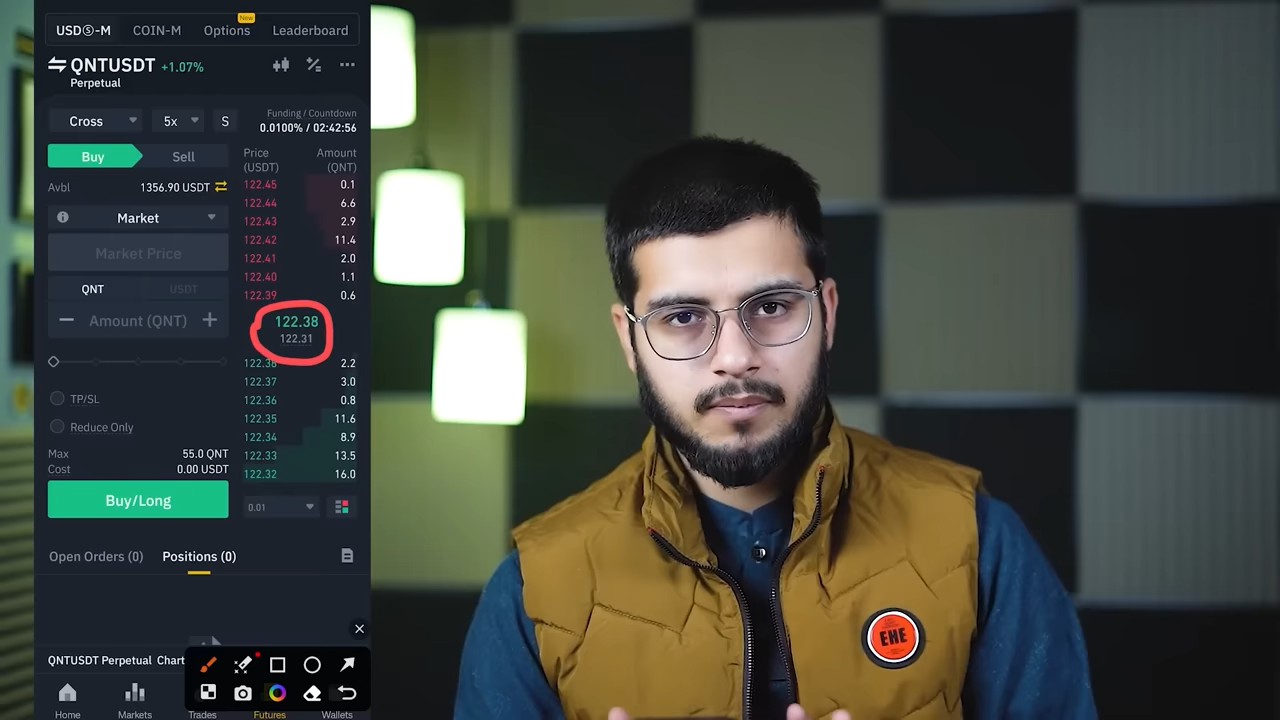 USDⓢ-M COIN-M Options New Leaderboard
QNTUSDT +1.07%
Perpetual
Cross 5x S
Funding / Countdown
0.0100% / 02:42:56
Buy Sell
Price (USDT) Amount (QNT)
Avbl 1356.90 USDT
Market
Market Price
QNT USDT
Amount (QNT)
122.45 0.1
122.44 6.6
122.43 2.9
122.42 11.4
122.41 2.0
122.40 1.1
122.39 0.6
122.38
122.31
122.38 2.2
122.37 3.0
122.36 0.8
122.35 11.6
122.34 8.9
122.33 13.5
122.32 16.0
TP/SL
Reduce Only
Max 55.0 QNT
Cost 0.00 USDT
Buy/Long
0.01
Open Orders (0) Positions (0)
QNTUSDT Perpetual Chart
Home Markets Trades Futures Wallets
EHE